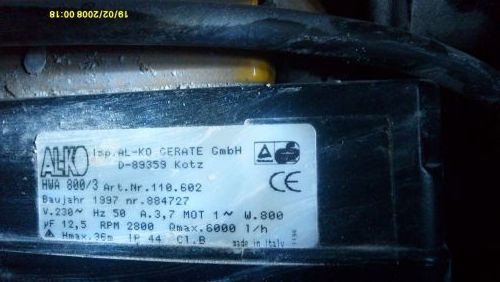 19/02/2008 00:18
AL-KO
Isp. AL-KO GERATE GmbH
D-89359 Kotz
HWA 800/3 Art.Nr.110.602
Baujahr 1997 nr.884727
V.230~ Hz 50 A.3,7 MOT 1~ W.800
µF 12,5 RPM 2800 Qmax.6000 l/h
Hmax.36m IP 44 Cl.B made in Italy
CE